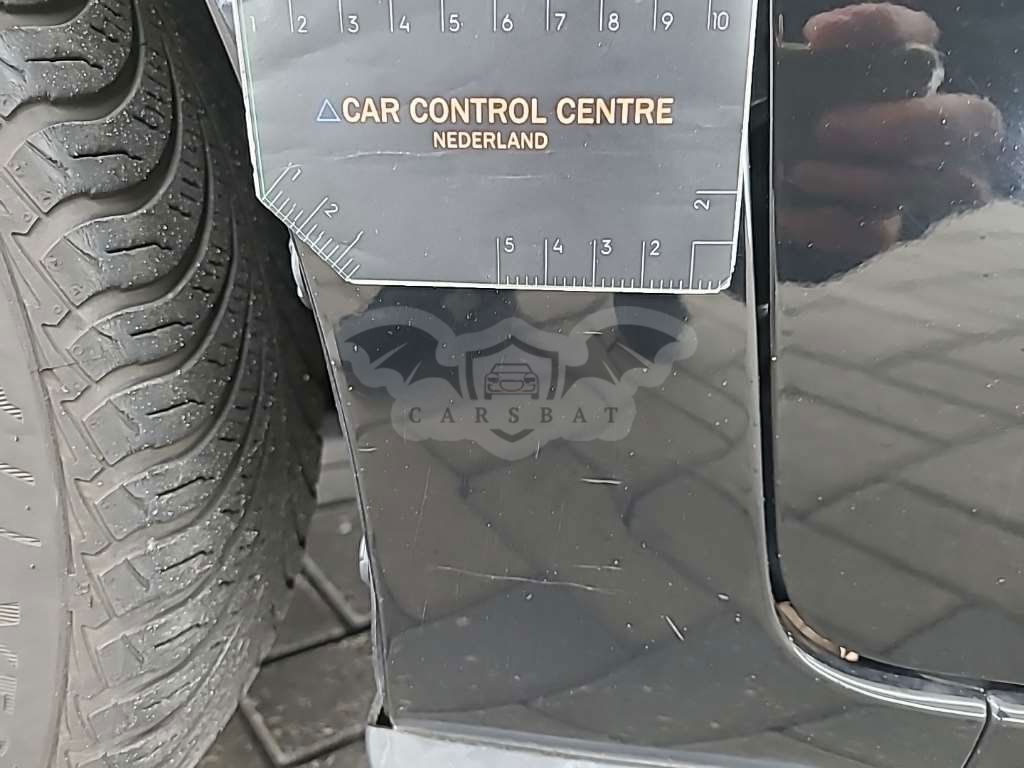 1 2 3 4 5 6 7 8 9 10
CAR CONTROL CENTRE
NEDERLAND
1 2
2
5 4 3 2
CARSBAT